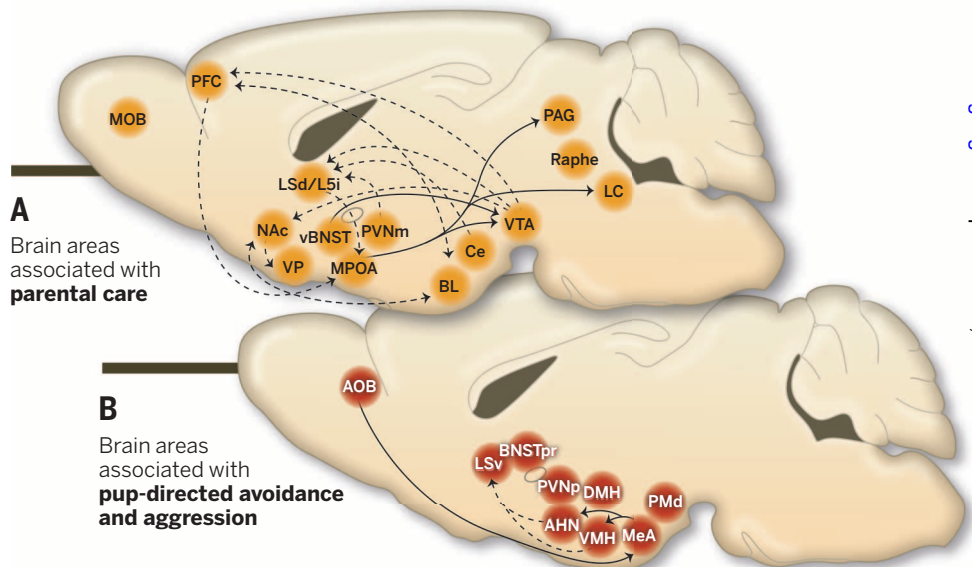 PFC
MOB
PAG
Raphe
LC
LSd/L5i
NAc
vBNST
PVNm
VTA
VP
MPOA
Ce
BL
A
Brain areas
associated with
parental care
AOB
B
Brain areas
associated with
pup-directed avoidance
and aggression
LSv
BNSTpr
PVNp
DMH
PMd
AHN
VMH
MeA